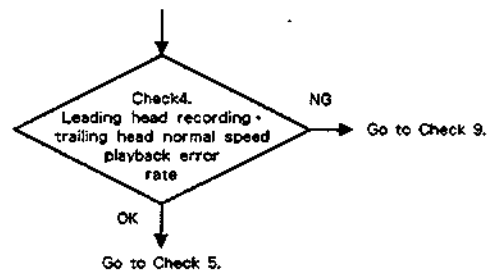 Check4.
Leading head recording •
trailing head normal speed
playback error
rate
NG
Go to Check 9.
OK
Go to Check 5.